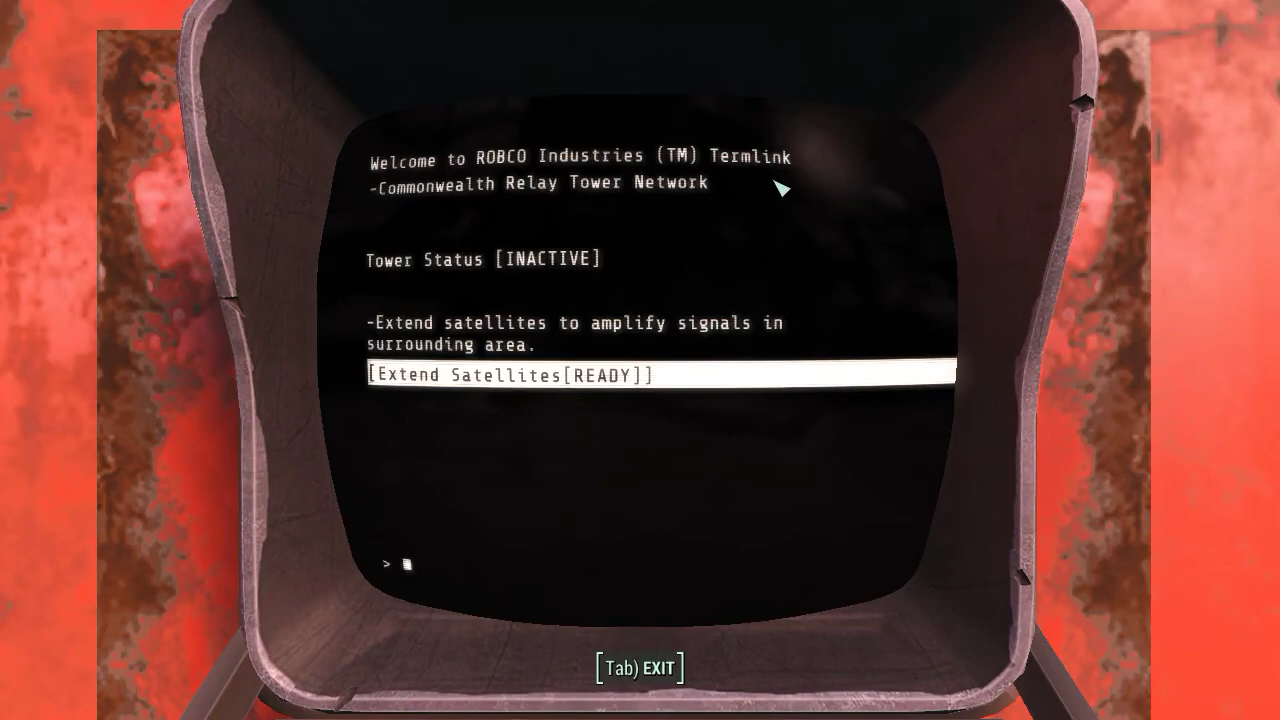 Welcome to ROBCO Industries (TM) Termlink
-Commonwealth Relay Tower Network
Tower Status [INACTIVE]
-Extend satellites to amplify signals in
surrounding area.
[Extend Satellites[READY]]
>
[Tab) EXIT]